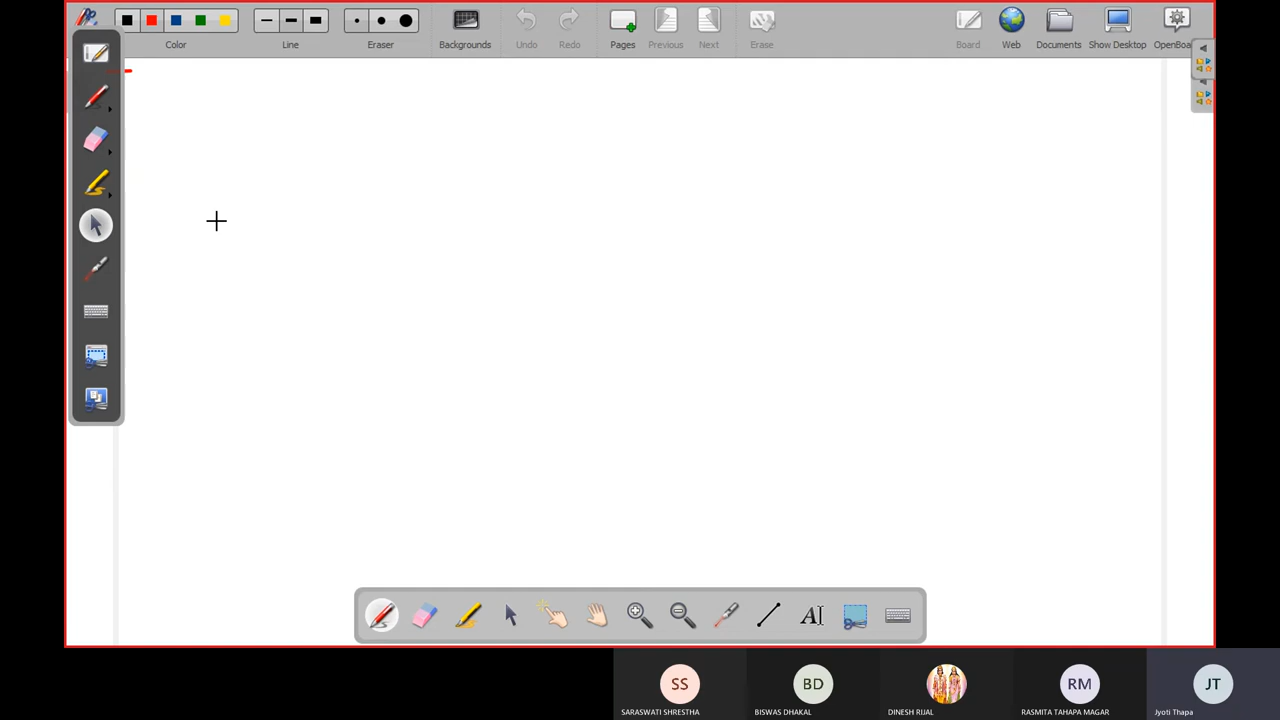 Color
Line
Eraser
Backgrounds
Undo
Redo
Pages
Previous
Next
Erase
Board
Web
Documents
Show Desktop
OpenBoa
AI
SS
BD
RM
JT
SARASWATI SHRESTHA
BISWAS DHAKAL
DINESH RIJAL
RASMITA TAHAPA MAGAR
Jyoti Thapa